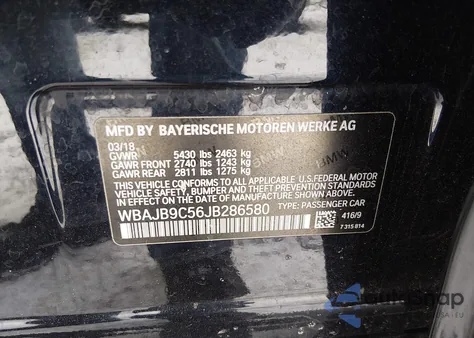 MFD BY BAYERISCHE MOTOREN WERKE AG
03/18
GVWR 5430 lbs 2463 kg
GAWR FRONT 2740 lbs 1243 kg
GAWR REAR 2811 lbs 1275 kg
THIS VEHICLE CONFORMS TO ALL APPLICABLE U.S. FEDERAL MOTOR
VEHICLE SAFETY, BUMPER, AND THEFT PREVENTION STANDARDS IN
EFFECT ON THE DATE OF MANUFACTURE SHOWN ABOVE.
WBAJB9C56JB286580 TYPE: PASSENGER CAR
416/9
7 315 814